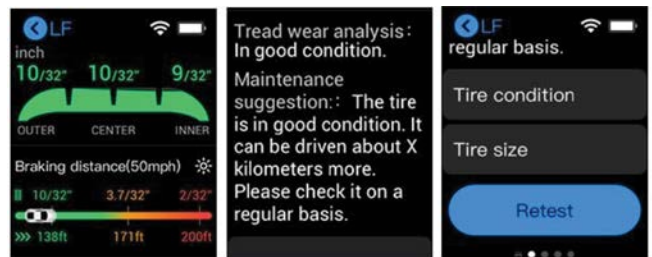 LF
inch
10/32" 10/32" 9/32"
OUTER CENTER INNER
Braking distance(50mph)
10/32" 3.7/32" 2/32"
>>> 138ft 171ft 200ft
Tread wear analysis:
In good condition.
Maintenance
suggestion:: The tire
is in good condition. It
can be driven about X
kilometers more.
Please check it on a
regular basis.
LF
regular basis.
Tire condition
Tire size
Retest